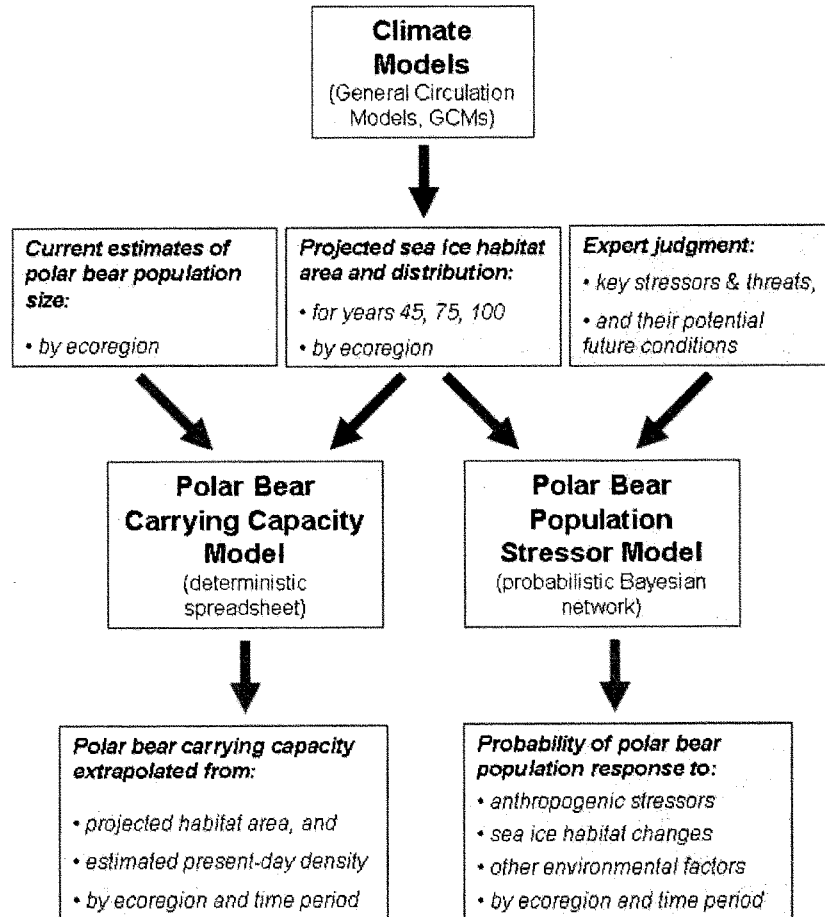 Climate
Models
(General Circulation
Models, GCMs)
Current estimates of
polar bear population
size:
• by ecoregion
Projected sea ice habitat
area and distribution:
• for years 45, 75, 100
• by ecoregion
Expert judgment:
• key stressors & threats,
• and their potential
future conditions
Polar Bear
Carrying Capacity
Model
(deterministic
spreadsheet)
Polar Bear
Population
Stressor Model
(probabilistic Bayesian
network)
Polar bear carrying capacity
extrapolated from:
• projected habitat area, and
• estimated present-day density
• by ecoregion and time period
Probability of polar bear
population response to:
• anthropogenic stressors
• sea ice habitat changes
• other environmental factors
• by ecoregion and time period